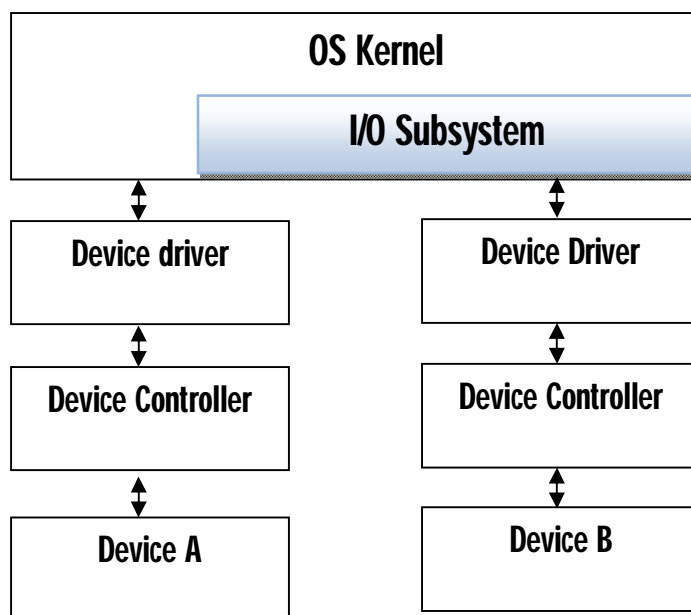 OS Kernel
I/O Subsystem
Device driver
Device Driver
Device Controller
Device Controller
Device A
Device B